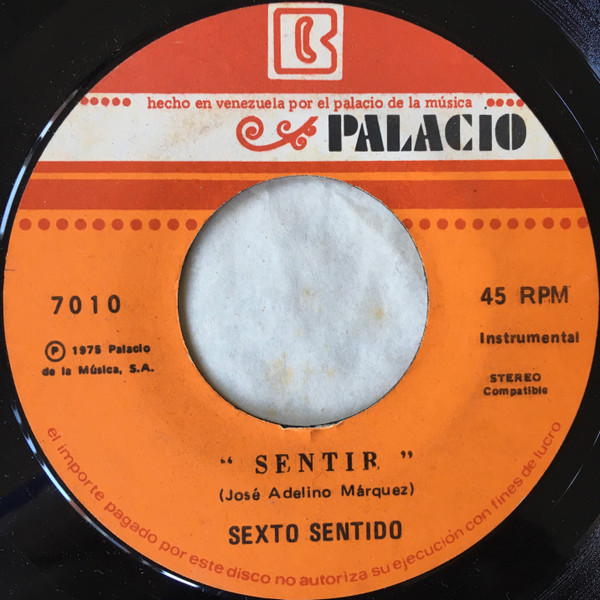 hecho en venezuela por el palacio de la música
PALACIO
7010
45 RPM
Ⓟ 1975 Palacio
de la Música, S.A.
Instrumental
STEREO
Compatible
“ SENTIR ”
(José Adelino Márquez)
SEXTO SENTIDO
el importe pagado por este disco no autoriza su ejecución con fines de lucro